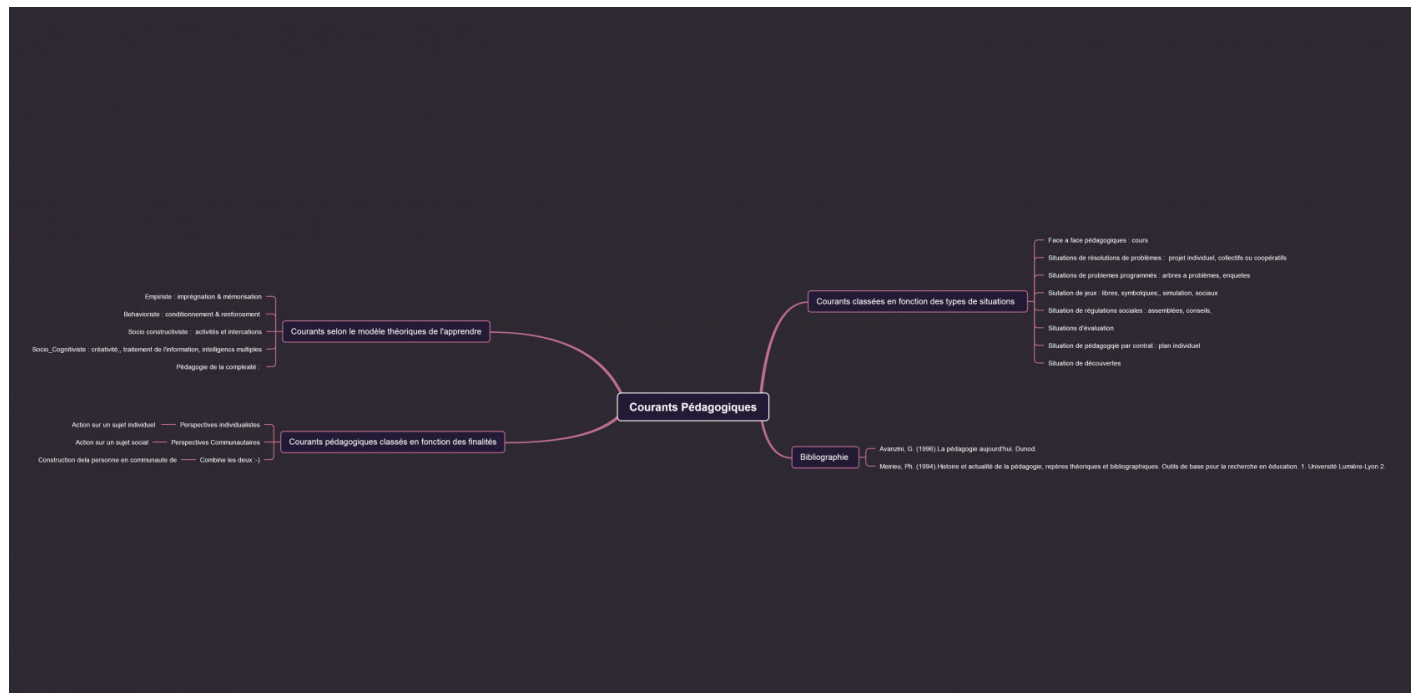 Courants Pédagogiques
Courants classées en fonction des types de situations
Face a face pédagogiques : cours
Situations de résolutions de problèmes : projet individuel, collectifs ou coopératifs
Situations de problemes programmés : arbres a problèmes, enquetes
Siutation de jeux : libres, symbolqiues;, simulation, sociaux
Situation de régulations sociales : assemblées, conseils,
Situations d'évaluation
Situation de pédagogqie par contrat : plan individuel
Situation de découvertes
Bibliographie
Avanzini, G. (1996).La pédagogie aujourd'hui. Dunod.
Meirieu, Ph. (1994).Histoire et actualité de la pédagogie, repères théoriques et bibliographiques. Outils de base pour la recherche en éducation. 1. Université Lumière-Lyon 2.
Courants selon le modèle théoriques de l'apprendre
Empiriste : imprégnation & mémorisation
Behavioriste : conditionnement & renforcement
Socio constructiviste : activités et intercations
Socio_Cognitiviste : créativité;, traitement de l'information, intelligencs multiples
Pédagogie de la complexité :
Courants pédagogiques classés en fonction des finalités
Perspectives individualistes
Action sur un sujet individuel
Perspectives Communautaires
Action sur un sujet social
Combine les deux :-)
Construction dela personne en communaute de